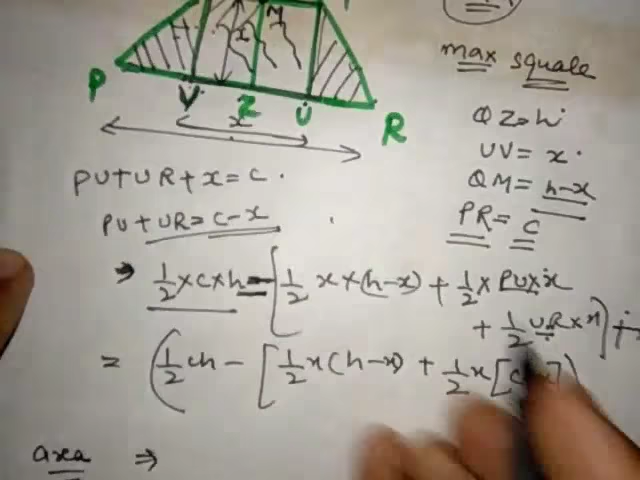 M
x
P
V
Z
U
R
x
max square
QZ=h
UV = x
QM= h-x
PR= c
PU+UR+x=c
PU+UR=c-x
→ 1/2 x c x h - [1/2 x x (h-x) + 1/2 x PU x x
+ 1/2 UR x x]
= (1/2 ch - [1/2 x (h-x) + 1/2 x [c
area ⇒